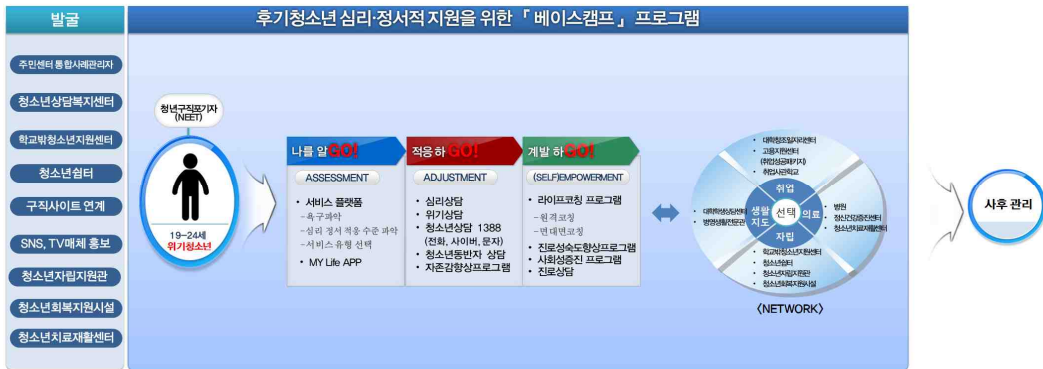 발굴
주민센터 통합사례관리자
청소년상담복지센터
학교밖청소년지원센터
청소년쉼터
구직사이트 연계
SNS, TV매체 홍보
청소년자립지원관
청소년회복지원시설
청소년치료재활센터
후기청소년 심리·정서적 지원을 위한 「베이스캠프」 프로그램
청년구직포기자
(NEET)
19-24세
위기청소년
나를 알GO!
ASSESSMENT
• 서비스 플랫폼
-욕구파악
-심리 정서 적응 수준 파악
-서비스 유형 선택
• MY Life APP
적응 하GO!
ADJUSTMENT
• 심리상담
• 위기상담
• 청소년상담 1388
(전화, 사이버, 문자)
• 청소년동반자 상담
• 자존감향상프로그램
계발 하GO!
(SELF)EMPOWERMENT
• 라이프코칭 프로그램
-원격코칭
-면대면코칭
• 진로성숙도향상프로그램
• 사회성증진 프로그램
• 진로상담
• 대학창조일자리센터
• 고용지원센터
(취업성공패키지)
• 취업사관학교
취업
• 대학학생상담센터
• 병영생활전문관
생활
지도
선택
의료
• 병원
• 정신건강증진센터
• 청소년치료재활센터
자립
• 학교밖청소년지원센터
• 청소년쉼터
• 청소년자립지원관
• 청소년회복지원시설
〈NETWORK〉
사후 관리